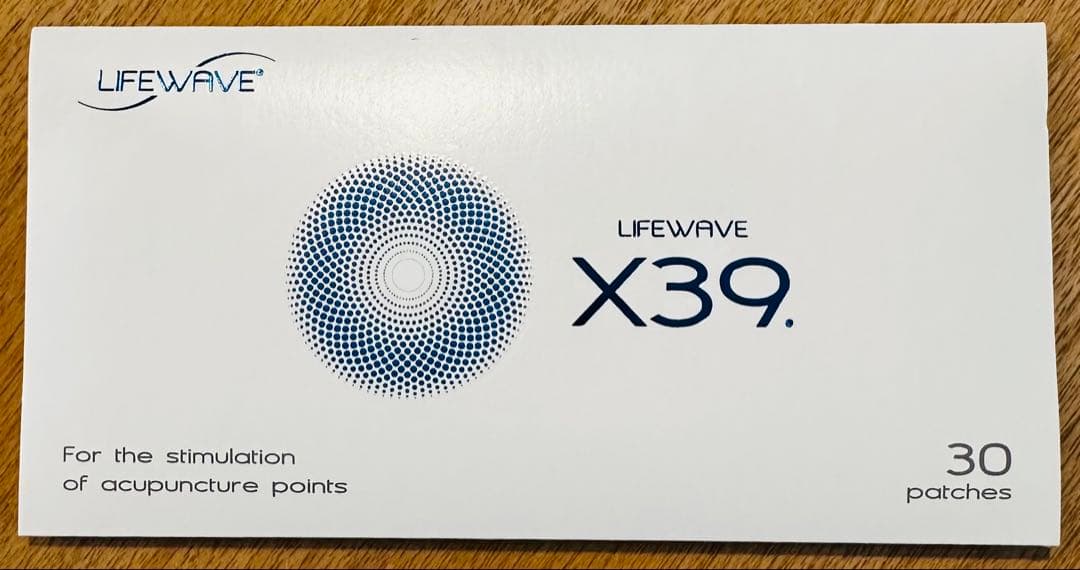 LIFEWAVE®
LIFEWAVE
X39.
For the stimulation
of acupuncture points
30
patches